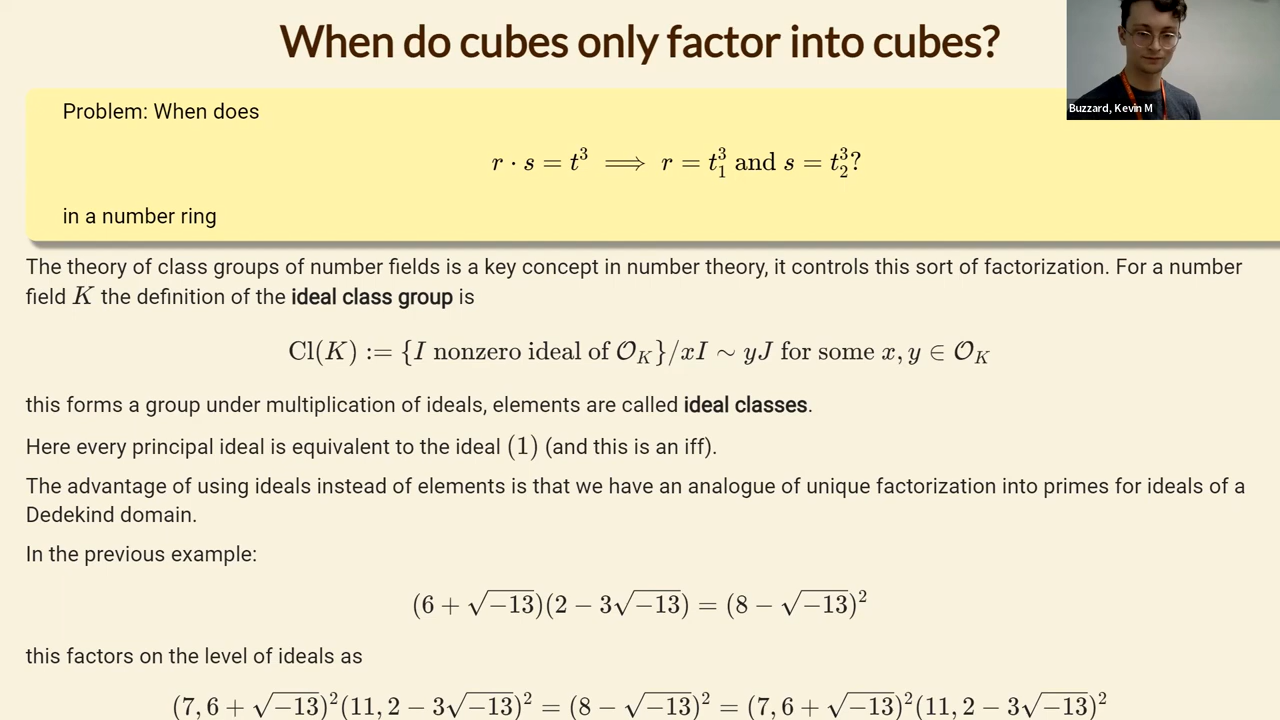 When do cubes only factor into cubes?
Buzzard, Kevin M
Problem: When does
r · s = t³ ⟹ r = t₁³ and s = t₂³?
in a number ring
The theory of class groups of number fields is a key concept in number theory, it controls this sort of factorization. For a number
field K the definition of the ideal class group is
Cl(K) := {I nonzero ideal of 𝒪_K}/xI ∼ yJ for some x, y ∈ 𝒪_K
this forms a group under multiplication of ideals, elements are called ideal classes.
Here every principal ideal is equivalent to the ideal (1) (and this is an iff).
The advantage of using ideals instead of elements is that we have an analogue of unique factorization into primes for ideals of a
Dedekind domain.
In the previous example:
(6 + √−13)(2 − 3√−13) = (8 − √−13)²
this factors on the level of ideals as
(7, 6 + √−13)²(11, 2 − 3√−13)² = (8 − √−13)² = (7, 6 + √−13)²(11, 2 − 3√−13)²